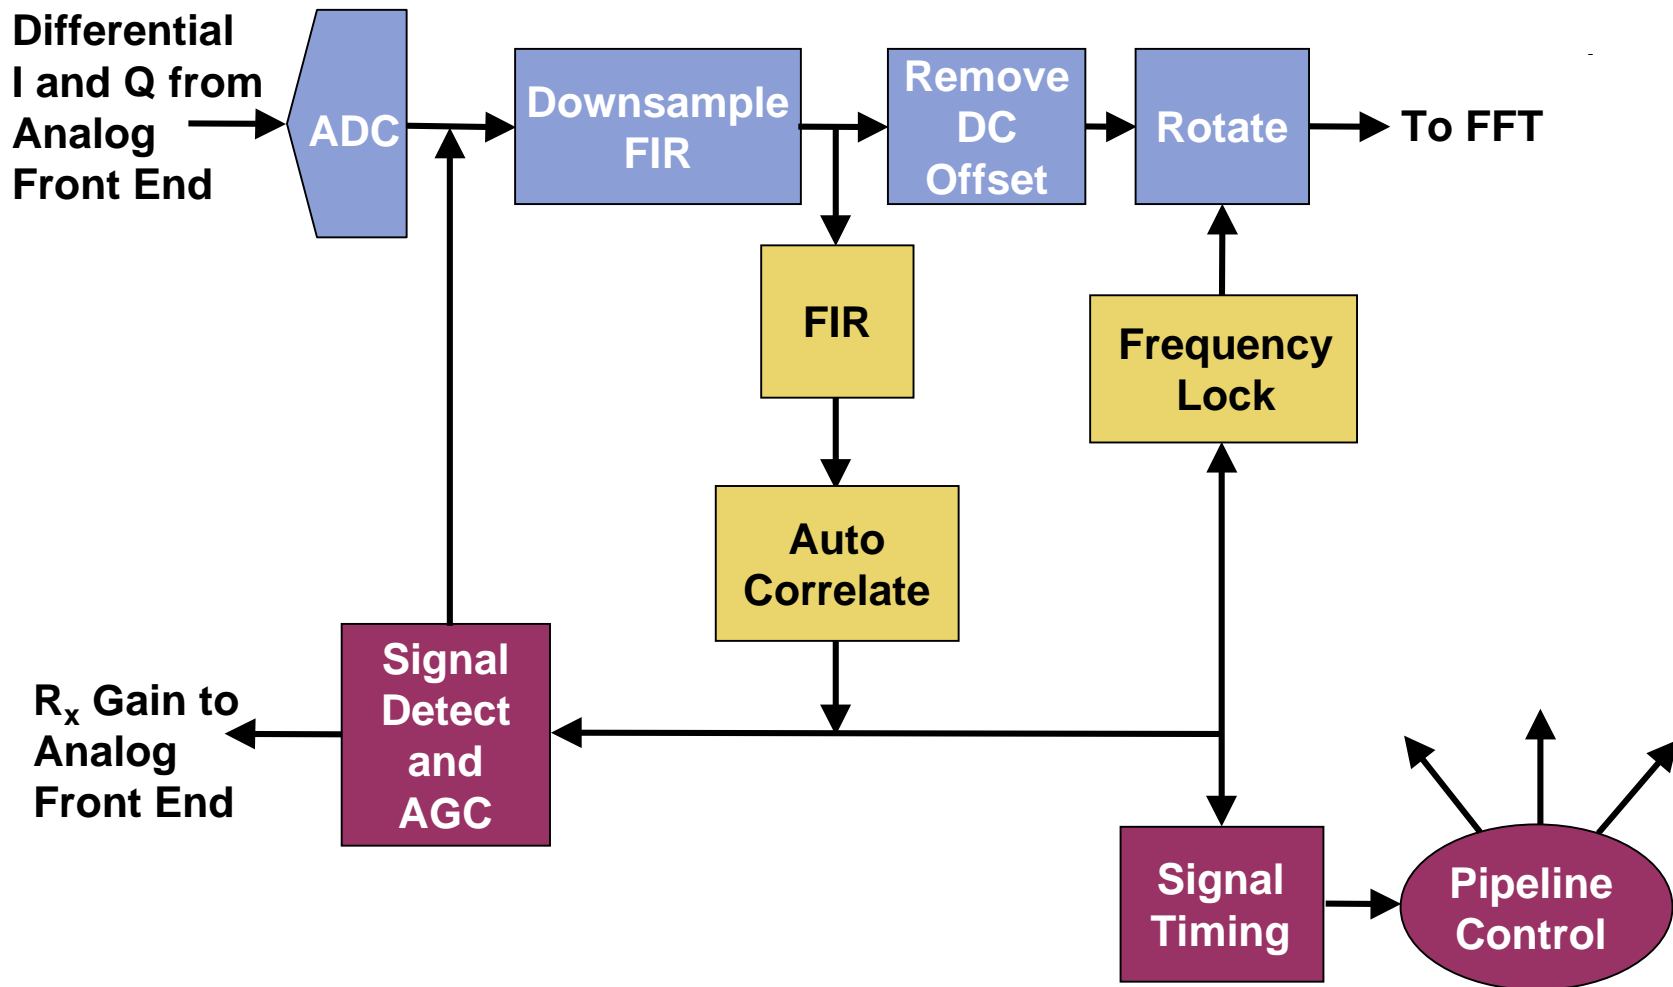 Differential
I and Q from
Analog
Front End
ADC
Downsample
FIR
Remove
DC
Offset
Rotate
To FFT
FIR
Frequency
Lock
Auto
Correlate
Signal
Detect
and
AGC
Rx Gain to
Analog
Front End
Signal
Timing
Pipeline
Control